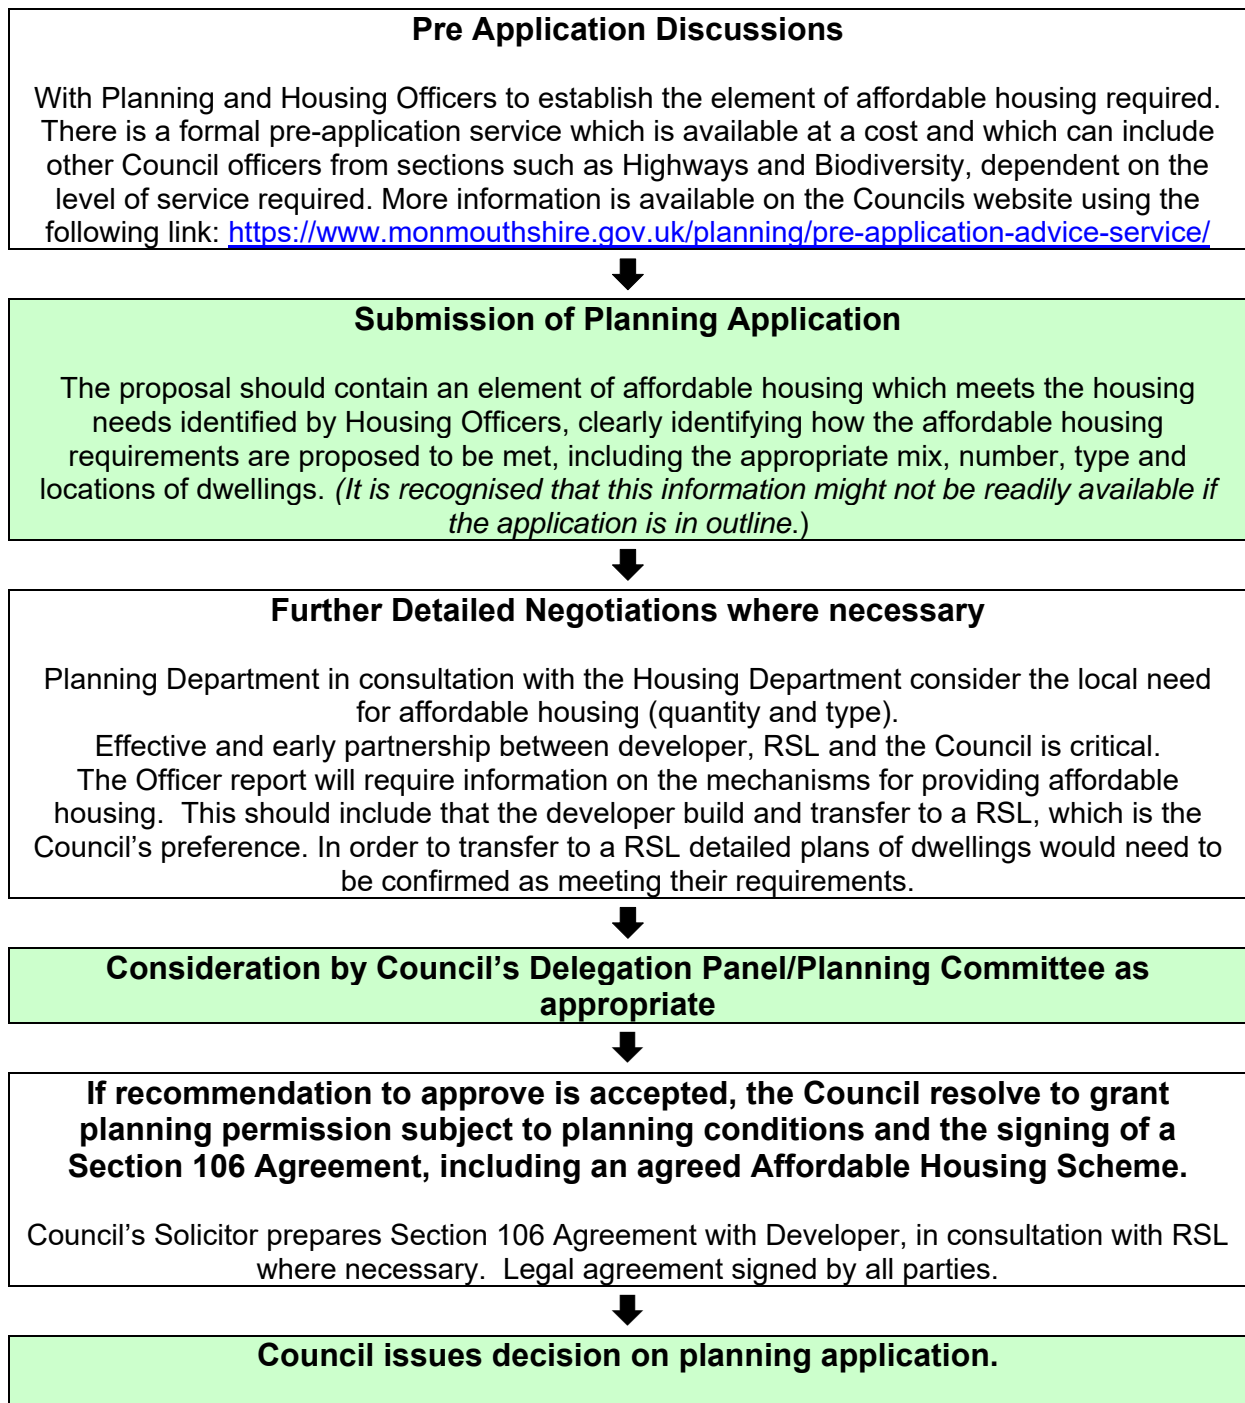 Pre Application Discussions
With Planning and Housing Officers to establish the element of affordable housing required.
There is a formal pre-application service which is available at a cost and which can include
other Council officers from sections such as Highways and Biodiversity, dependent on the
level of service required. More information is available on the Councils website using the
following link: https://www.monmouthshire.gov.uk/planning/pre-application-advice-service/
Submission of Planning Application
The proposal should contain an element of affordable housing which meets the housing
needs identified by Housing Officers, clearly identifying how the affordable housing
requirements are proposed to be met, including the appropriate mix, number, type and
locations of dwellings. (It is recognised that this information might not be readily available if
the application is in outline.)
Further Detailed Negotiations where necessary
Planning Department in consultation with the Housing Department consider the local need
for affordable housing (quantity and type).
Effective and early partnership between developer, RSL and the Council is critical.
The Officer report will require information on the mechanisms for providing affordable
housing.  This should include that the developer build and transfer to a RSL, which is the
Council’s preference. In order to transfer to a RSL detailed plans of dwellings would need to
be confirmed as meeting their requirements.
Consideration by Council’s Delegation Panel/Planning Committee as
appropriate
If recommendation to approve is accepted, the Council resolve to grant
planning permission subject to planning conditions and the signing of a
Section 106 Agreement, including an agreed Affordable Housing Scheme.
Council’s Solicitor prepares Section 106 Agreement with Developer, in consultation with RSL
where necessary.  Legal agreement signed by all parties.
Council issues decision on planning application.